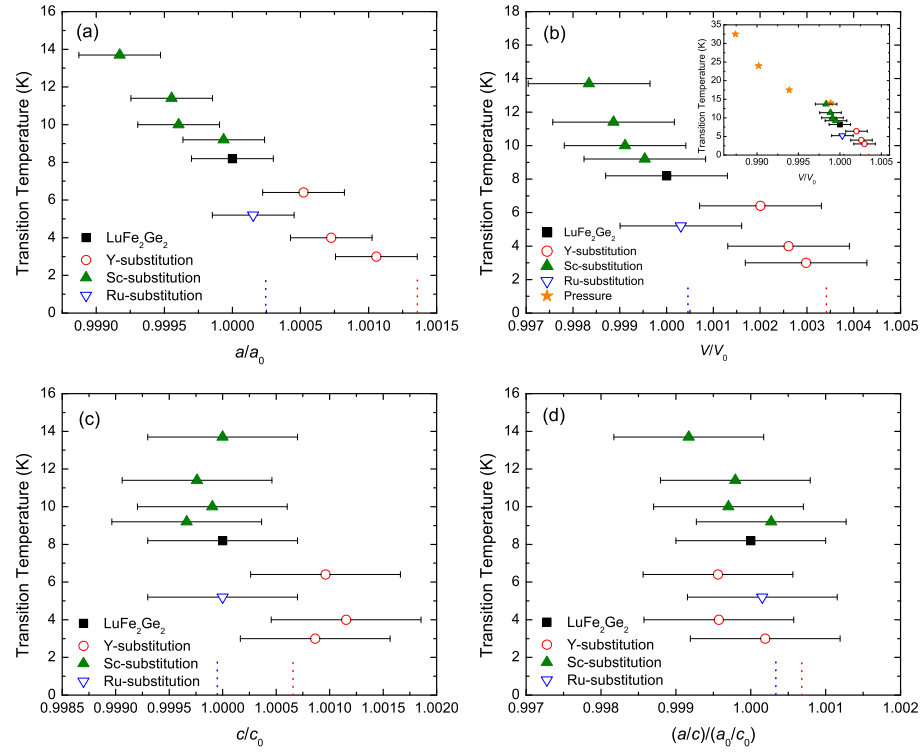 (a)
16
14
12
10
8
6
4
2
0
Transition Temperature (K)
LuFe2Ge2
Y-substitution
Sc-substitution
Ru-substitution
0.9990 0.9995 1.0000 1.0005 1.0010 1.0015
a/a0
(b)
18
16
14
12
10
8
6
4
2
0
Transition Temperature (K)
35
30
25
20
15
10
5
0
Transition Temperature (K)
0.990 0.995 1.000 1.005
V/V0
LuFe2Ge2
Y-substitution
Sc-substitution
Ru-substitution
Pressure
0.997 0.998 0.999 1.000 1.001 1.002 1.003 1.004 1.005
V/V0
(c)
16
14
12
10
8
6
4
2
0
Transition Temperature (K)
LuFe2Ge2
Y-substitution
Sc-substitution
Ru-substitution
0.9985 0.9990 0.9995 1.0000 1.0005 1.0010 1.0015 1.0020
c/c0
(d)
16
14
12
10
8
6
4
2
0
Transition Temperature (K)
LuFe2Ge2
Y-substitution
Sc-substitution
Ru-substitution
0.997 0.998 0.999 1.000 1.001 1.002
(a/c)/(a0/c0)